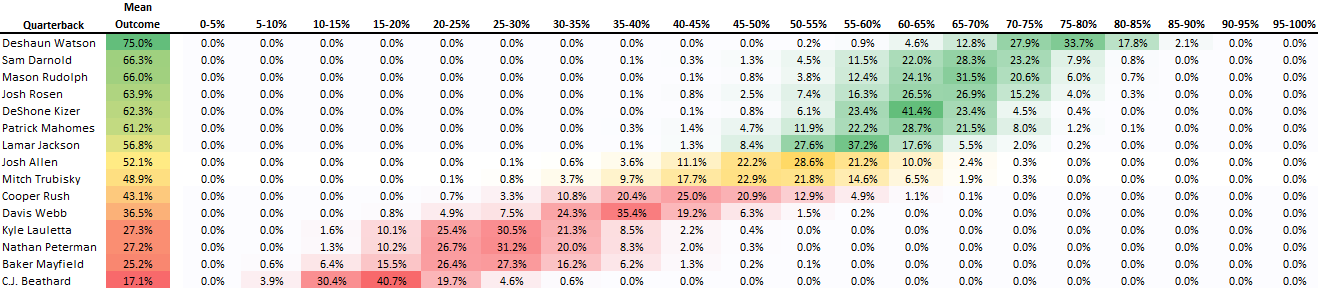 Mean
Quarterback Outcome 0-5% 5-10% 10-15% 15-20% 20-25% 25-30% 30-35% 35-40% 40-45% 45-50% 50-55% 55-60% 60-65% 65-70% 70-75% 75-80% 80-85% 85-90% 90-95% 95-100%
Deshaun Watson 75.0% 0.0% 0.0% 0.0% 0.0% 0.0% 0.0% 0.0% 0.0% 0.0% 0.0% 0.2% 0.9% 4.6% 12.8% 27.9% 33.7% 17.8% 2.1% 0.0% 0.0%
Sam Darnold 66.3% 0.0% 0.0% 0.0% 0.0% 0.0% 0.0% 0.0% 0.1% 0.3% 1.3% 4.5% 11.5% 22.0% 28.3% 23.2% 7.9% 0.8% 0.0% 0.0% 0.0%
Mason Rudolph 66.0% 0.0% 0.0% 0.0% 0.0% 0.0% 0.0% 0.0% 0.0% 0.1% 0.8% 3.8% 12.4% 24.1% 31.5% 20.6% 6.0% 0.7% 0.0% 0.0% 0.0%
Josh Rosen 63.9% 0.0% 0.0% 0.0% 0.0% 0.0% 0.0% 0.0% 0.1% 0.8% 2.5% 7.4% 16.3% 26.5% 26.9% 15.2% 4.0% 0.3% 0.0% 0.0% 0.0%
DeShone Kizer 62.3% 0.0% 0.0% 0.0% 0.0% 0.0% 0.0% 0.0% 0.0% 0.1% 0.8% 6.1% 23.4% 41.4% 23.4% 4.5% 0.4% 0.0% 0.0% 0.0% 0.0%
Patrick Mahomes 61.2% 0.0% 0.0% 0.0% 0.0% 0.0% 0.0% 0.0% 0.3% 1.4% 4.7% 11.9% 22.2% 28.7% 21.5% 8.0% 1.2% 0.1% 0.0% 0.0% 0.0%
Lamar Jackson 56.8% 0.0% 0.0% 0.0% 0.0% 0.0% 0.0% 0.0% 0.1% 1.3% 8.4% 27.6% 37.2% 17.6% 5.5% 2.0% 0.2% 0.0% 0.0% 0.0% 0.0%
Josh Allen 52.1% 0.0% 0.0% 0.0% 0.0% 0.0% 0.1% 0.6% 3.6% 11.1% 22.2% 28.6% 21.2% 10.0% 2.4% 0.3% 0.0% 0.0% 0.0% 0.0% 0.0%
Mitch Trubisky 48.9% 0.0% 0.0% 0.0% 0.0% 0.1% 0.8% 3.7% 9.7% 17.7% 22.9% 21.8% 14.6% 6.5% 1.9% 0.3% 0.0% 0.0% 0.0% 0.0% 0.0%
Cooper Rush 43.1% 0.0% 0.0% 0.0% 0.0% 0.7% 3.3% 10.8% 20.4% 25.0% 20.9% 12.9% 4.9% 1.1% 0.1% 0.0% 0.0% 0.0% 0.0% 0.0% 0.0%
Davis Webb 36.5% 0.0% 0.0% 0.0% 0.8% 4.9% 7.5% 24.3% 35.4% 19.2% 6.3% 1.5% 0.2% 0.0% 0.0% 0.0% 0.0% 0.0% 0.0% 0.0% 0.0%
Kyle Lauletta 27.3% 0.0% 0.0% 1.6% 10.1% 25.4% 30.5% 21.3% 8.5% 2.2% 0.4% 0.0% 0.0% 0.0% 0.0% 0.0% 0.0% 0.0% 0.0% 0.0% 0.0%
Nathan Peterman 27.2% 0.0% 0.0% 1.3% 10.2% 26.7% 31.2% 20.0% 8.3% 2.0% 0.3% 0.0% 0.0% 0.0% 0.0% 0.0% 0.0% 0.0% 0.0% 0.0% 0.0%
Baker Mayfield 25.2% 0.0% 0.6% 6.4% 15.5% 26.4% 27.3% 16.2% 6.2% 1.3% 0.2% 0.1% 0.0% 0.0% 0.0% 0.0% 0.0% 0.0% 0.0% 0.0% 0.0%
C.J. Beathard 17.1% 0.0% 3.9% 30.4% 40.7% 19.7% 4.6% 0.6% 0.0% 0.0% 0.0% 0.0% 0.0% 0.0% 0.0% 0.0% 0.0% 0.0% 0.0% 0.0% 0.0%